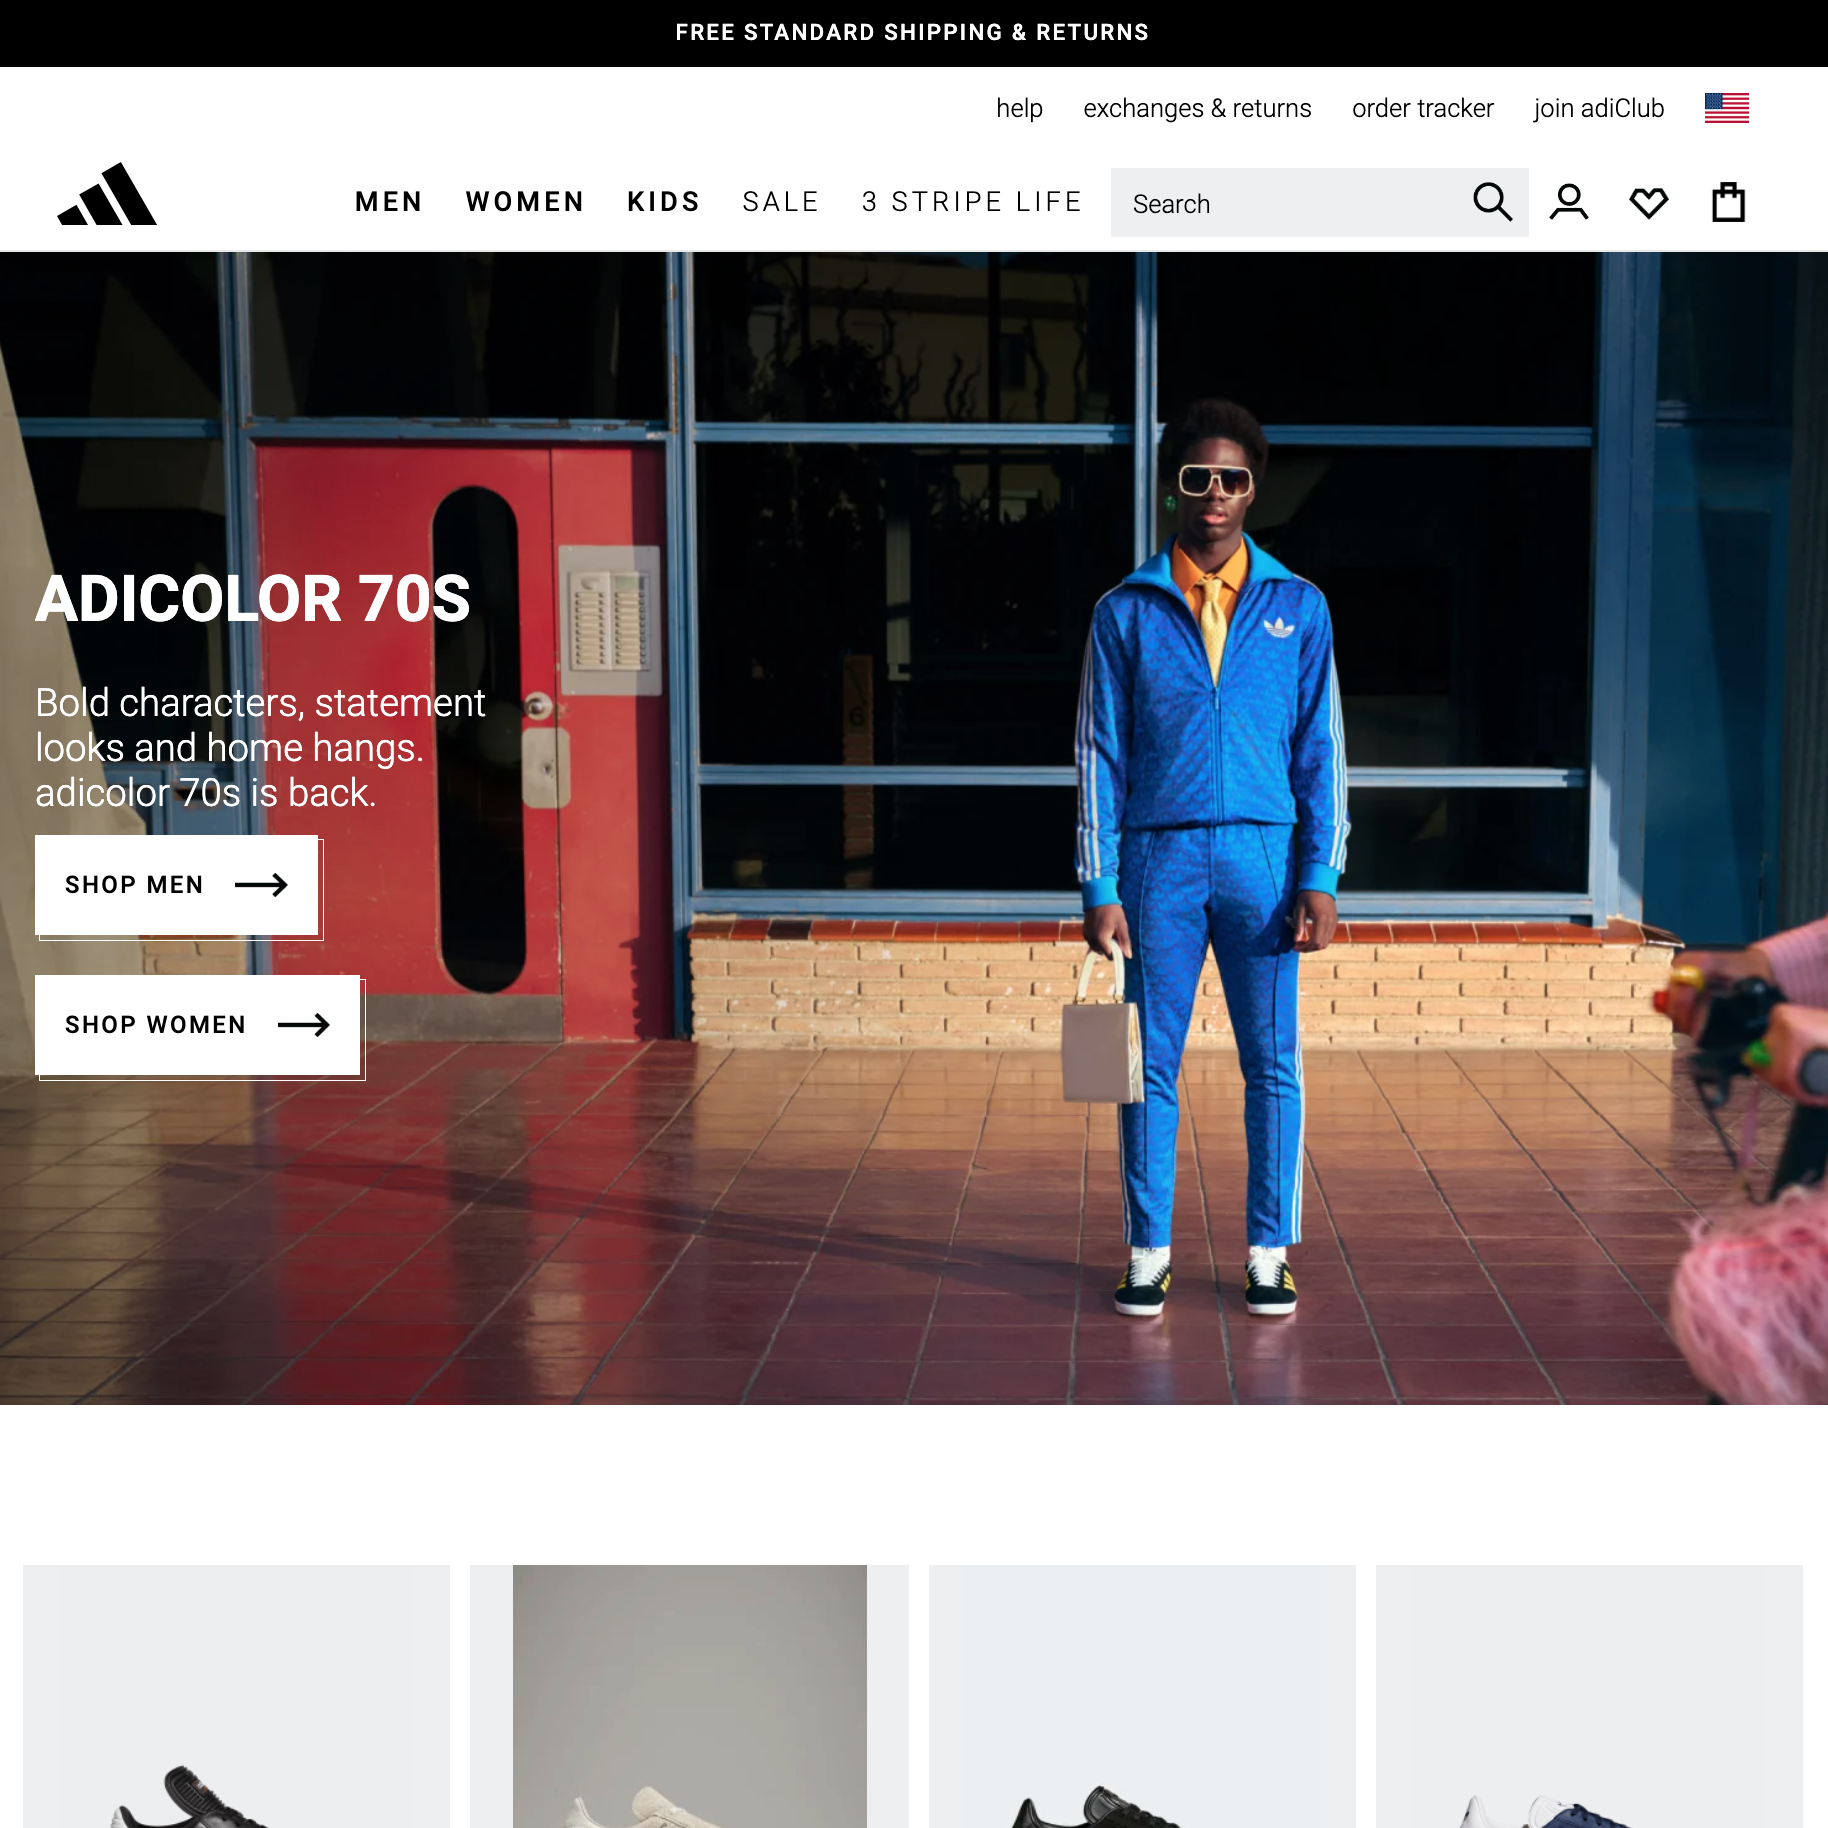 FREE STANDARD SHIPPING & RETURNS
help exchanges & returns order tracker join adiClub
MEN WOMEN KIDS SALE 3 STRIPE LIFE Search
ADICOLOR 70S
Bold characters, statement
looks and home hangs.
adicolor 70s is back.
SHOP MEN
SHOP WOMEN